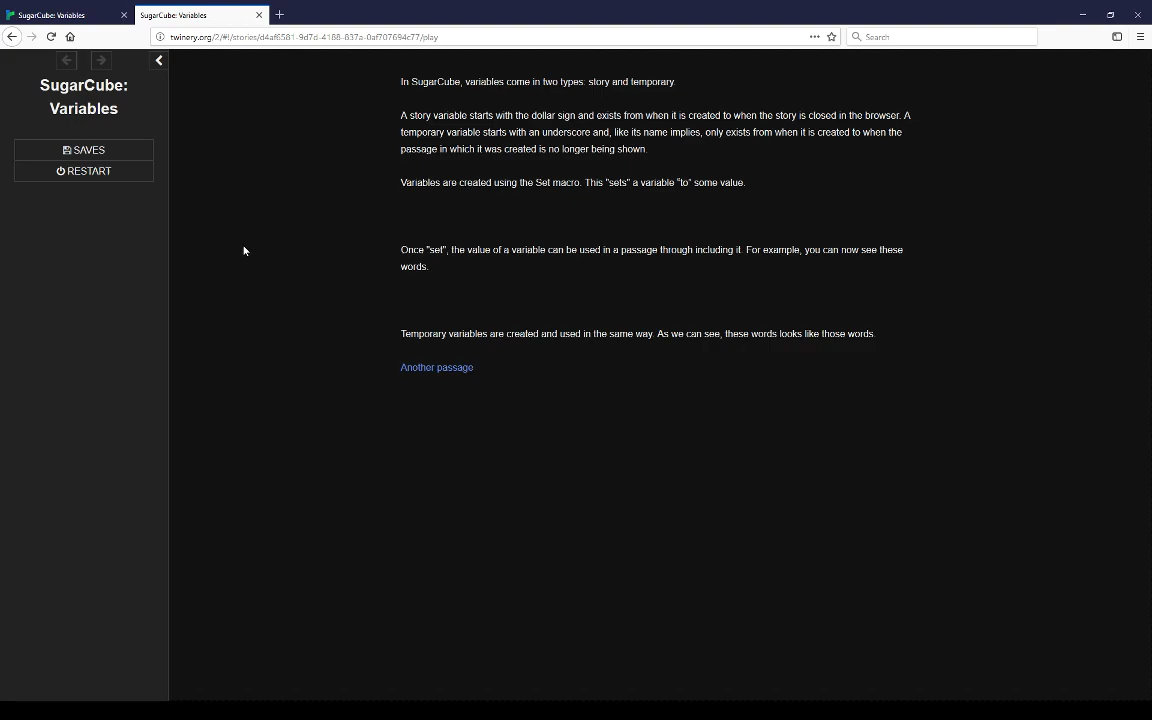 SugarCube: Variables
SugarCube: Variables
twinery.org/2/#!/stories/d4af6581-9d7d-4188-837a-0af707694c77/play
Search
SugarCube:
Variables
SAVES
RESTART
In SugarCube, variables come in two types: story and temporary.
A story variable starts with the dollar sign and exists from when it is created to when the story is closed in the browser. A
temporary variable starts with an underscore and, like its name implies, only exists from when it is created to when the
passage in which it was created is no longer being shown.
Variables are created using the Set macro. This "sets" a variable "to" some value.
Once "set", the value of a variable can be used in a passage through including it. For example, you can now see these
words.
Temporary variables are created and used in the same way. As we can see, these words looks like those words.
Another passage